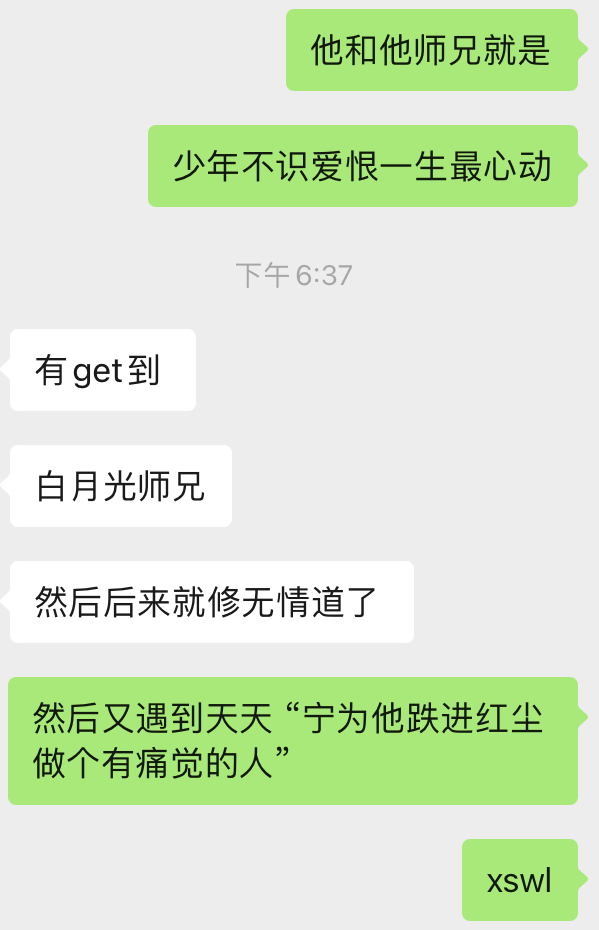 他和他师兄就是
少年不识爱恨一生最心动
下午 6:37
有get到
白月光师兄
然后后来就修无情道了
然后又遇到天天 “宁为他跌进红尘
做个有痛觉的人”
xswl